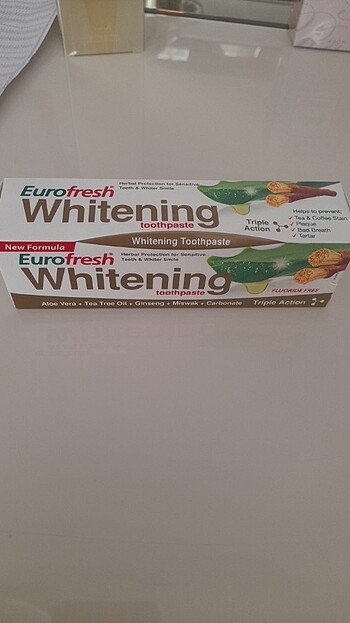 Eurofresh
Herbal Protection for Sensitive
Teeth & Whiter Smile
Whitening
toothpaste
Triple
Action
Helps to prevent:
✓ Tea & Coffee Stain
✓ Plaque
✓ Bad Breath
✓ Tartar
Whitening Toothpaste
New Formula
Eurofresh
Herbal Protection for Sensitive
Teeth & Whiter Smile
Whitening
toothpaste
FLUORIDE FREE
Aloe Vera + Tea Tree Oil + Ginseng + Miswak + Carbonate
Triple Action